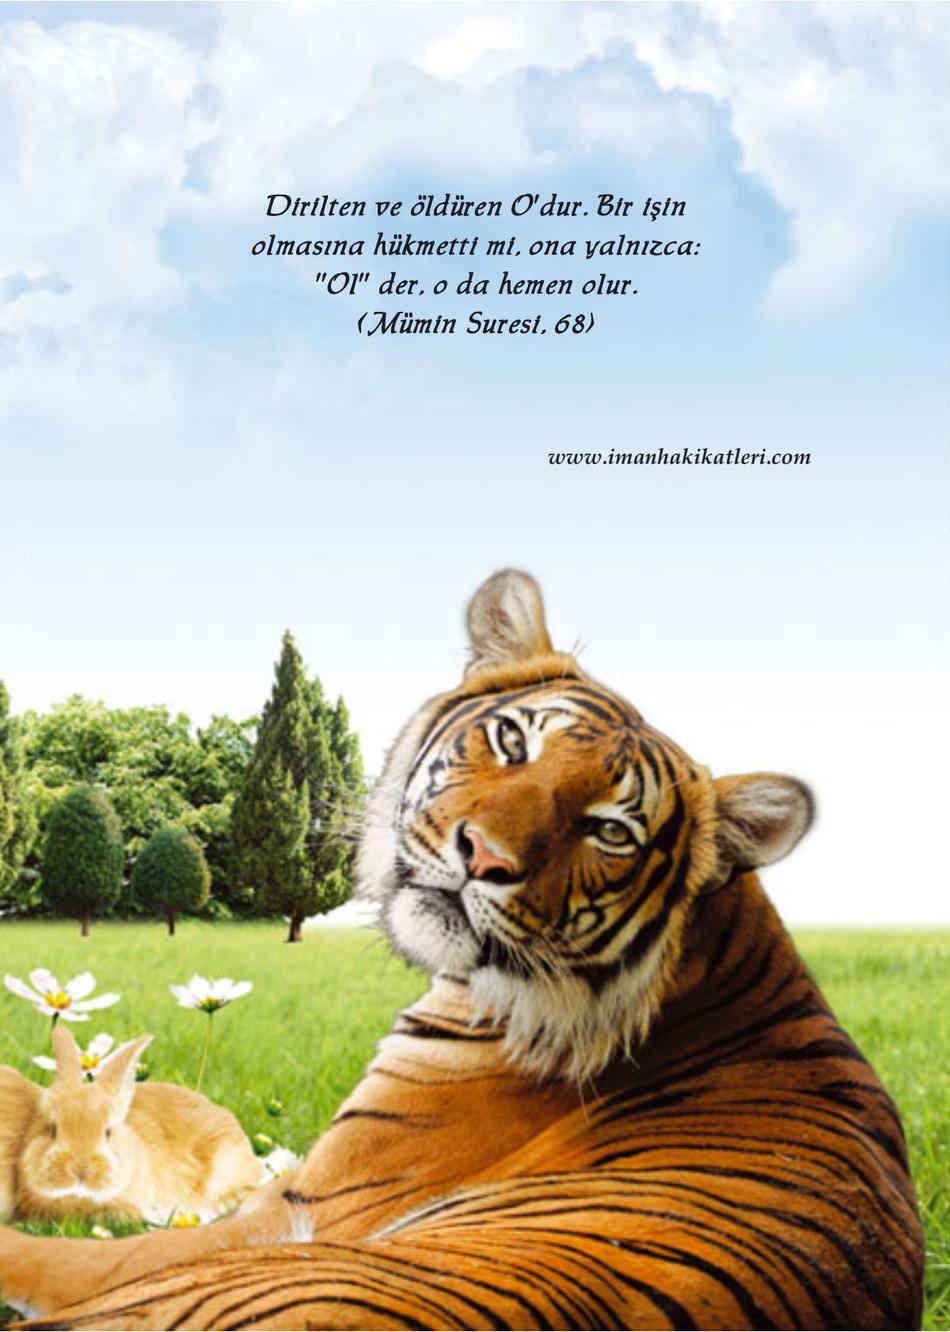 Dirilten ve öldüren O'dur. Bir işin
olmasına hükmetti mi, ona yalnızca:
"Ol" der, o da hemen olur.
(Mümin Suresi, 68)
www.imanhakikatleri.com